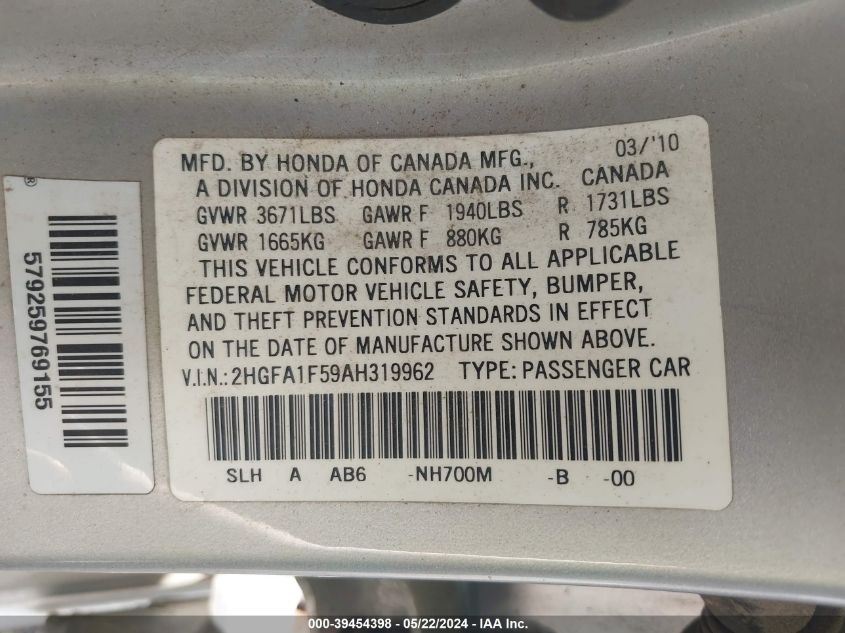 03/'10
MFD. BY HONDA OF CANADA MFG.,
A DIVISION OF HONDA CANADA INC. CANADA
GVWR 3671LBS GAWR F 1940LBS R 1731LBS
GVWR 1665KG GAWR F 880KG R 785KG
THIS VEHICLE CONFORMS TO ALL APPLICABLE
FEDERAL MOTOR VEHICLE SAFETY, BUMPER,
AND THEFT PREVENTION STANDARDS IN EFFECT
ON THE DATE OF MANUFACTURE SHOWN ABOVE.
V.I.N.:2HGFA1F59AH319962 TYPE:PASSENGER CAR
SLH A AB6 -NH700M -B -00
®
579259769155
000-39454398 - 05/22/2024 - IAA Inc.